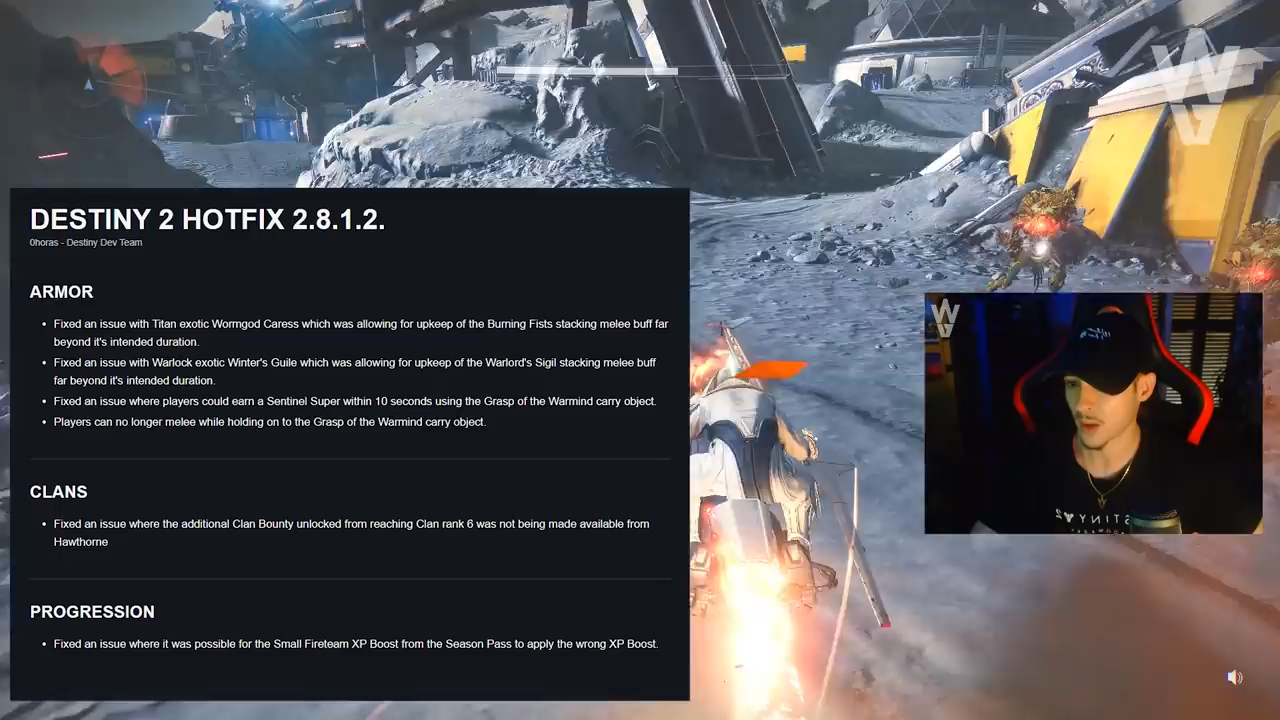 DESTINY 2 HOTFIX 2.8.1.2.
0horas - Destiny Dev Team
ARMOR
• Fixed an issue with Titan exotic Wormgod Caress which was allowing for upkeep of the Burning Fists stacking melee buff far
beyond it's intended duration.
• Fixed an issue with Warlock exotic Winter's Guile which was allowing for upkeep of the Warlord's Sigil stacking melee buff
far beyond it's intended duration.
• Fixed an issue where players could earn a Sentinel Super within 10 seconds using the Grasp of the Warmind carry object.
• Players can no longer melee while holding on to the Grasp of the Warmind carry object.
CLANS
• Fixed an issue where the additional Clan Bounty unlocked from reaching Clan rank 6 was not being made available from
Hawthorne
PROGRESSION
• Fixed an issue where it was possible for the Small Fireteam XP Boost from the Season Pass to apply the wrong XP Boost.